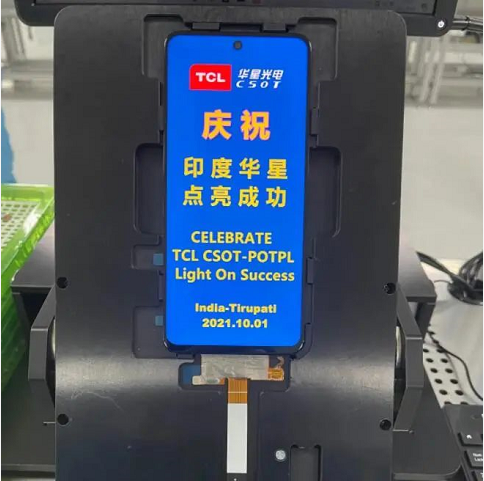 TCL 华星光电
CSOT
庆祝
印度华星
点亮成功
CELEBRATE
TCL CSOT-POTPL
Light On Success
India-Tirupati
2021.10.01